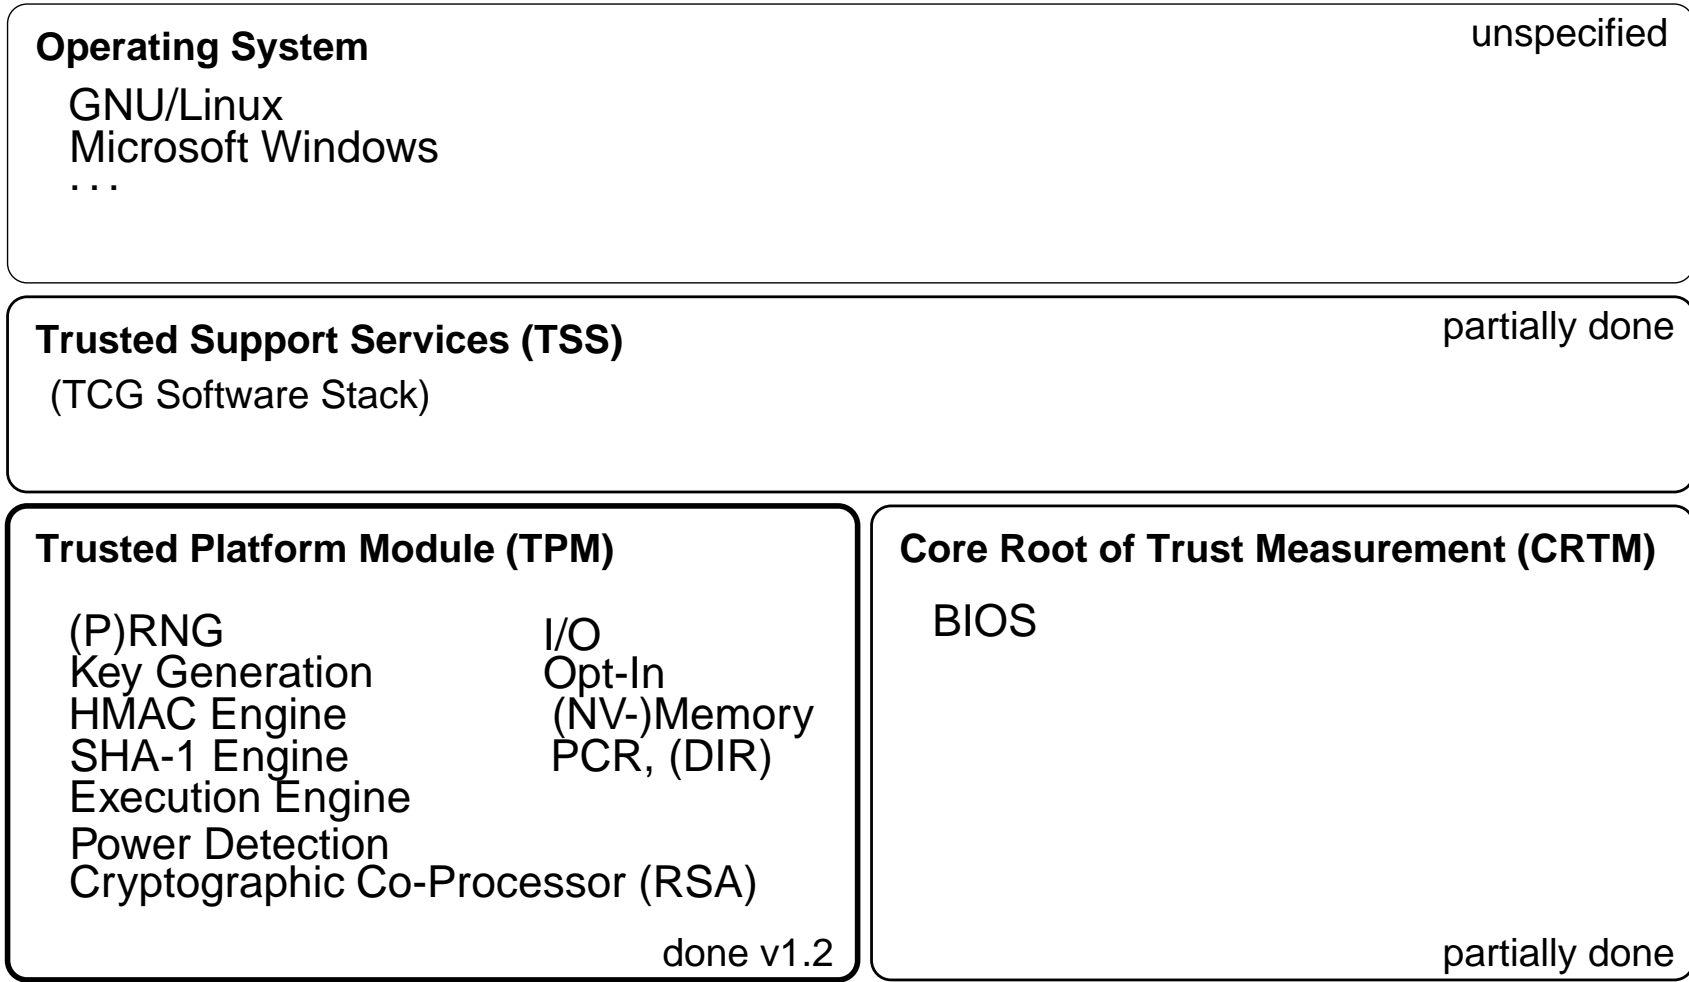 Operating System
unspecified
GNU/Linux
Microsoft Windows
. . .
Trusted Support Services (TSS)
partially done
(TCG Software Stack)
Trusted Platform Module (TPM)
(P)RNG
Key Generation
HMAC Engine
SHA-1 Engine
Execution Engine
Power Detection
Cryptographic Co-Processor (RSA)
I/O
Opt-In
(NV-)Memory
PCR, (DIR)
done v1.2
Core Root of Trust Measurement (CRTM)
BIOS
partially done